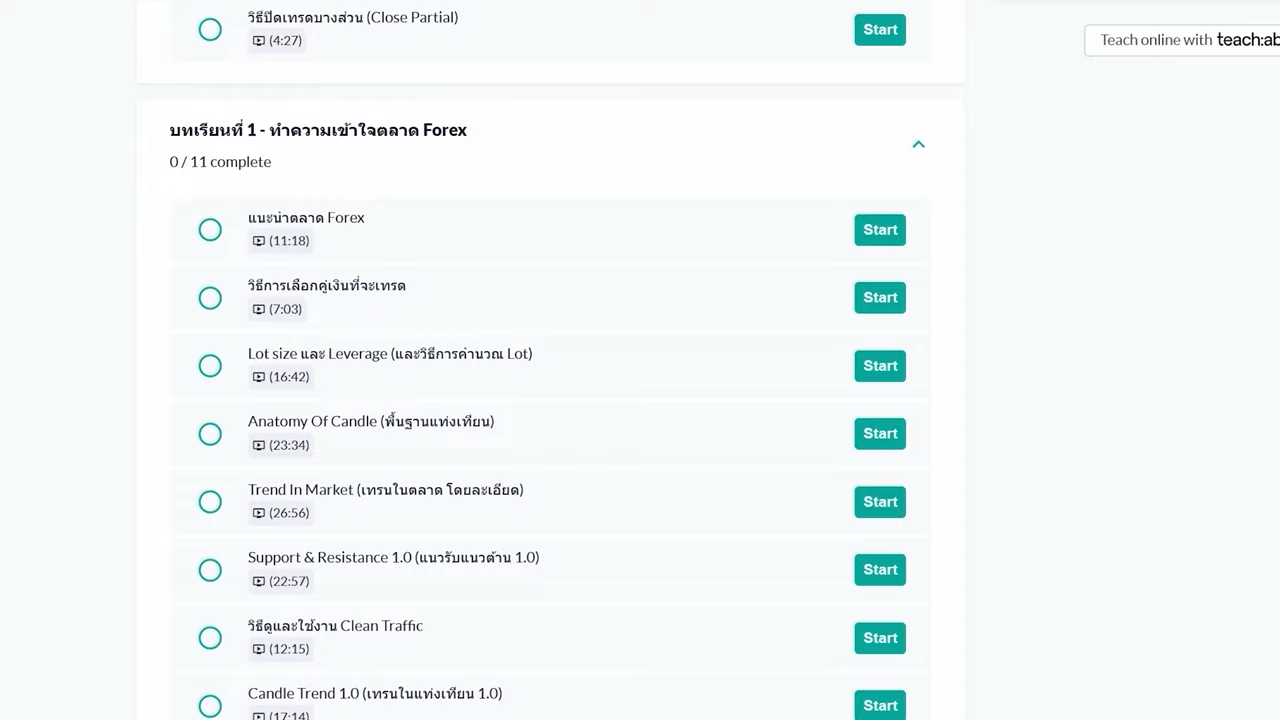 วิธีปิดเทรดบางส่วน (Close Partial)
(4:27)
Start
Teach online with teach:ab
บทเรียนที่ 1 - ทำความเข้าใจตลาด Forex
0 / 11 complete
แนะนำตลาด Forex
(11:18)
Start
วิธีการเลือกคู่เงินที่จะเทรด
(7:03)
Start
Lot size และ Leverage (และวิธีการคำนวณ Lot)
(16:42)
Start
Anatomy Of Candle (พื้นฐานแท่งเทียน)
(23:34)
Start
Trend In Market (เทรนในตลาด โดยละเอียด)
(26:56)
Start
Support & Resistance 1.0 (แนวรับแนวต้าน 1.0)
(22:57)
Start
วิธีดูและใช้งาน Clean Traffic
(12:15)
Start
Candle Trend 1.0 (เทรนในแท่งเทียน 1.0)
(17:14)
Start